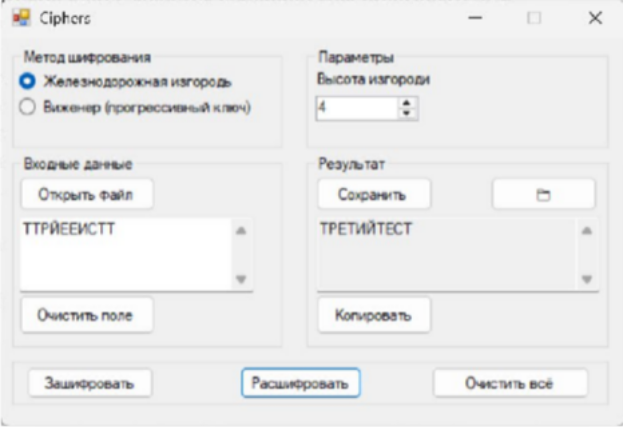 Ciphers
Метод шифрования
Железнодорожная изгородь
Виженер (прогрессивный ключ)
Параметры
Высота изгороди
4
Входные данные
Открыть файл
ТТРЙЕЕИСТТ
Очистить поле
Результат
Сохранить
ТРЕТИЙТЕСТ
Копировать
Зашифровать
Расшифровать
Очистить всё